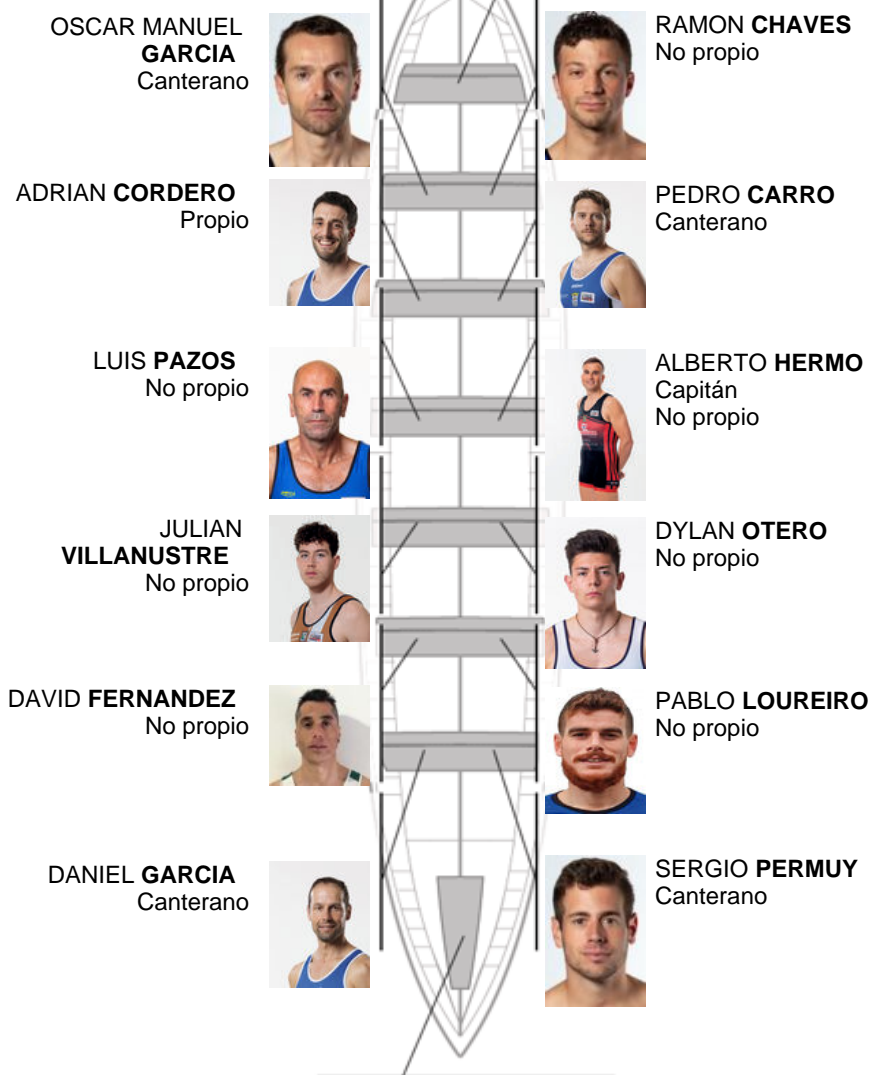 OSCAR MANUEL
GARCIA
Canterano
RAMON CHAVES
No propio
ADRIAN CORDERO
Propio
PEDRO CARRO
Canterano
LUIS PAZOS
No propio
ALBERTO HERMO
Capitán
No propio
JULIAN
VILLANUSTRE
No propio
DYLAN OTERO
No propio
DAVID FERNANDEZ
No propio
PABLO LOUREIRO
No propio
DANIEL GARCIA
Canterano
SERGIO PERMUY
Canterano